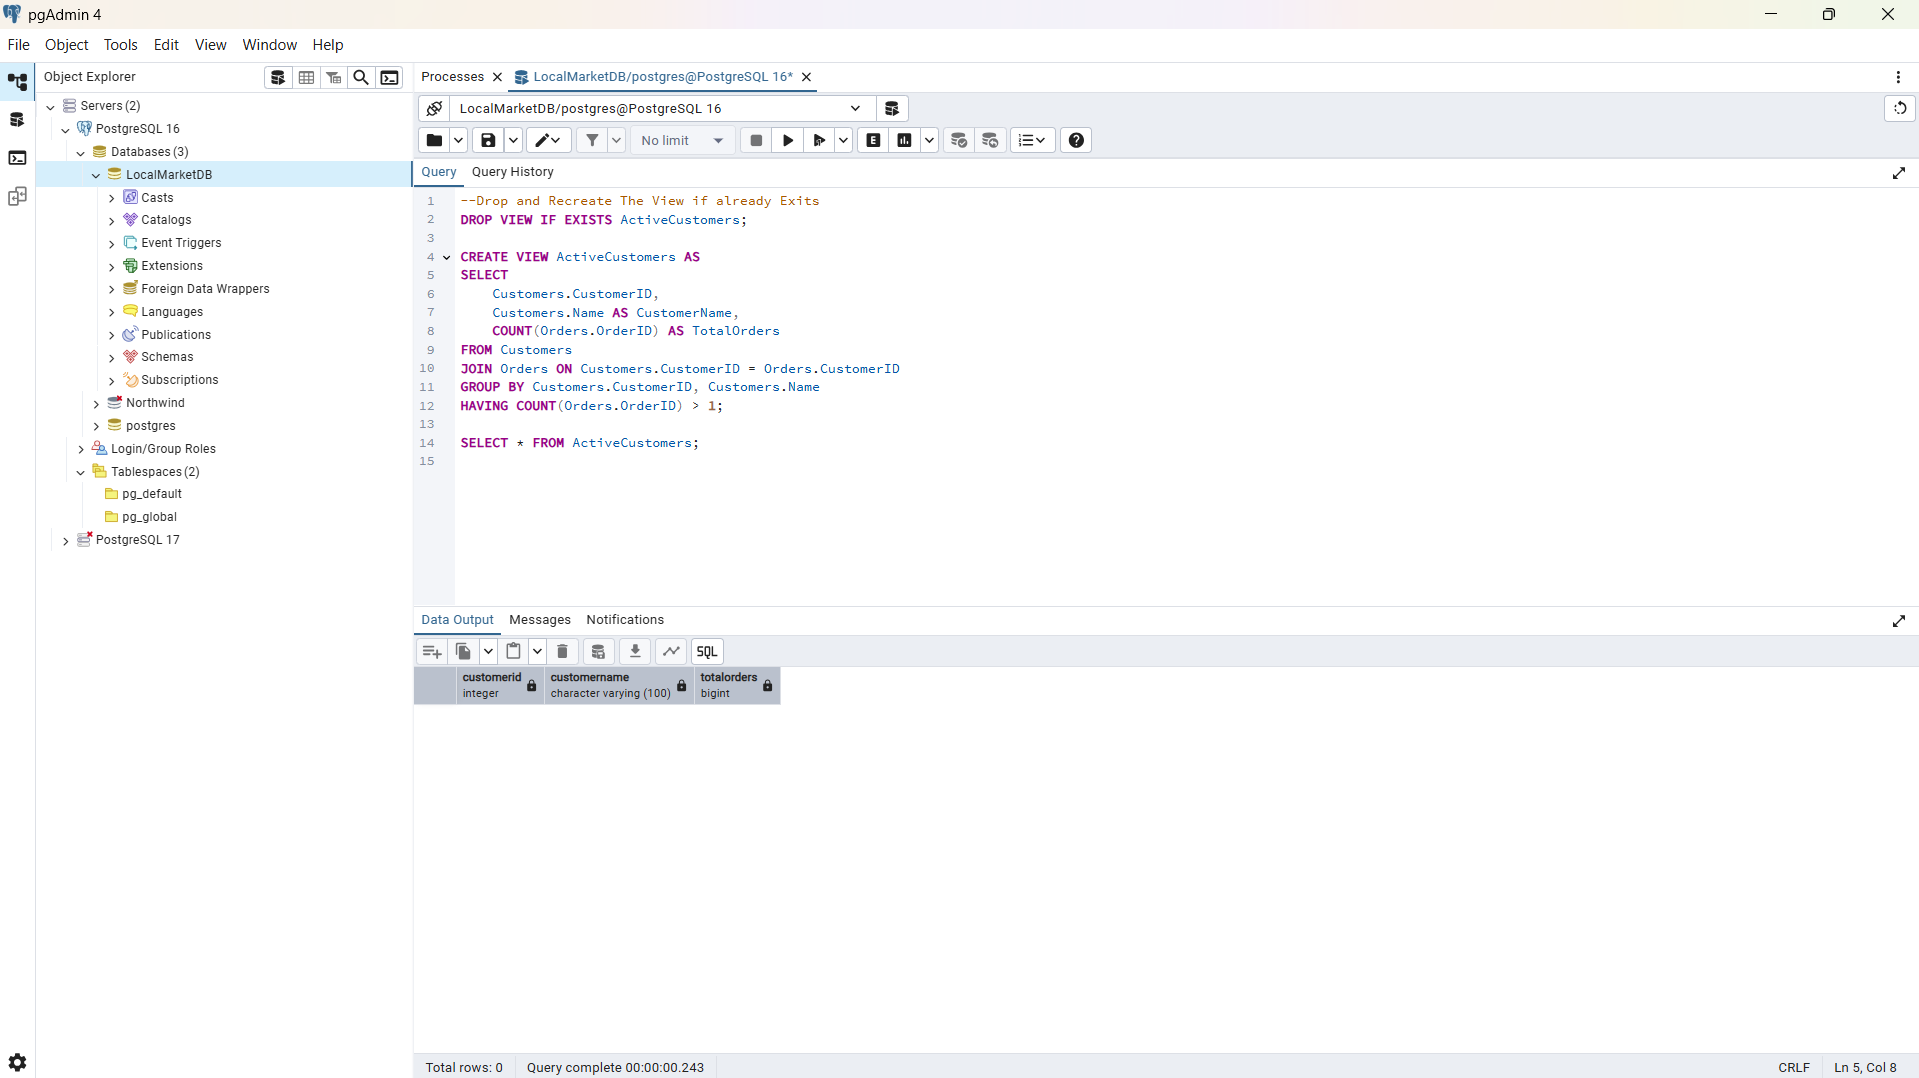 pgAdmin 4
File Object Tools Edit View Window Help
Object Explorer
Servers (2)
PostgreSQL 16
Databases (3)
LocalMarketDB
Casts
Catalogs
Event Triggers
Extensions
Foreign Data Wrappers
Languages
Publications
Schemas
Subscriptions
Northwind
postgres
Login/Group Roles
Tablespaces (2)
pg_default
pg_global
PostgreSQL 17
Processes LocalMarketDB/postgres@PostgreSQL 16*
LocalMarketDB/postgres@PostgreSQL 16
No limit E
Query Query History
1 --Drop and Recreate The View if already Exits
2 DROP VIEW IF EXISTS ActiveCustomers;
3
4 CREATE VIEW ActiveCustomers AS
5 SELECT
6 Customers.CustomerID,
7 Customers.Name AS CustomerName,
8 COUNT(Orders.OrderID) AS TotalOrders
9 FROM Customers
10 JOIN Orders ON Customers.CustomerID = Orders.CustomerID
11 GROUP BY Customers.CustomerID, Customers.Name
12 HAVING COUNT(Orders.OrderID) > 1;
13
14 SELECT * FROM ActiveCustomers;
15
Data Output Messages Notifications
SQL
customerid customername totalorders
integer character varying (100) bigint
Total rows: 0 Query complete 00:00:00.243 CRLF Ln 5, Col 8